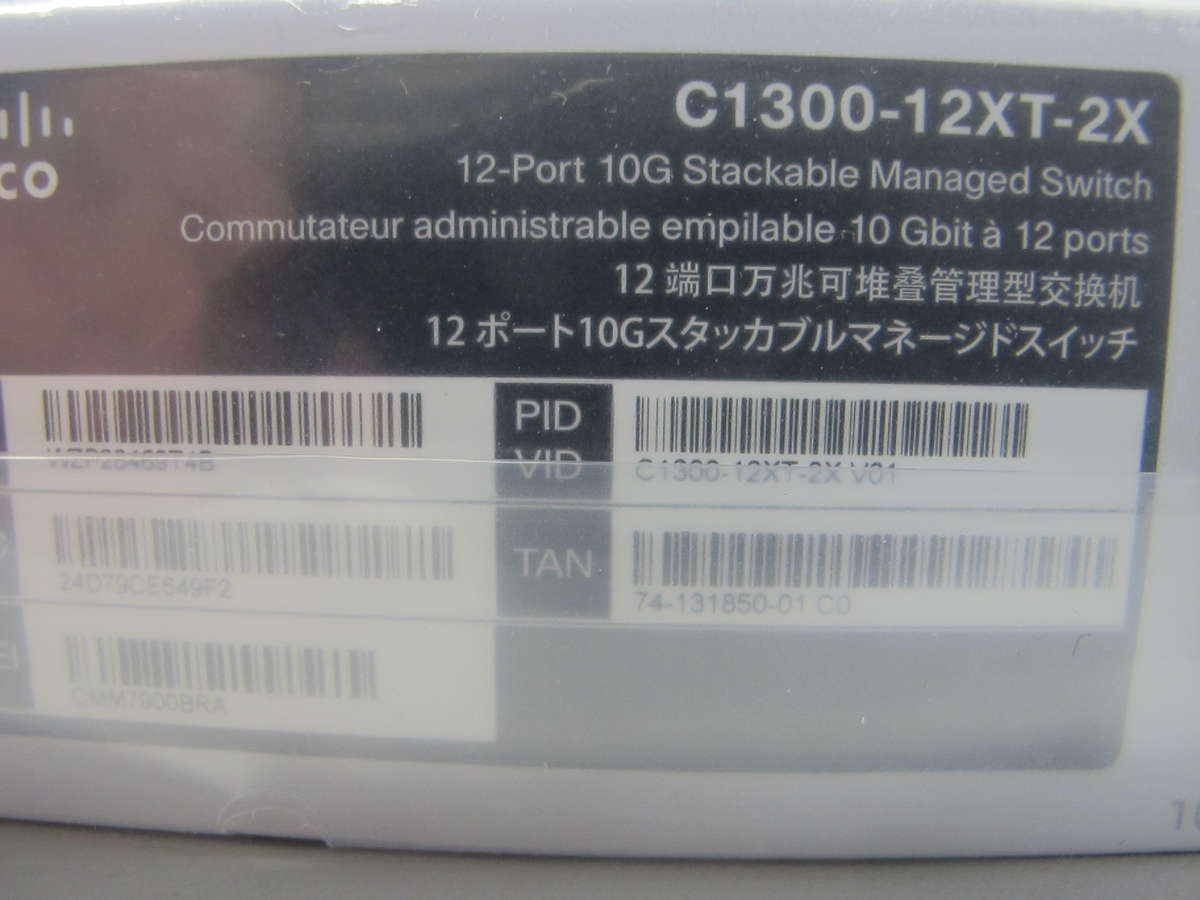 CO
C1300-12XT-2X
12-Port 10G Stackable Managed Switch
Commutateur administrable empilable 10 Gbit à 12 ports
12 端口万兆可堆叠管理型交换机
12 ポート10Gスタッカブルマネージドスイッチ
PID
VID
C1300-12XT-2X V01
24D79CE649F2
TAN
74-131850-01 C0